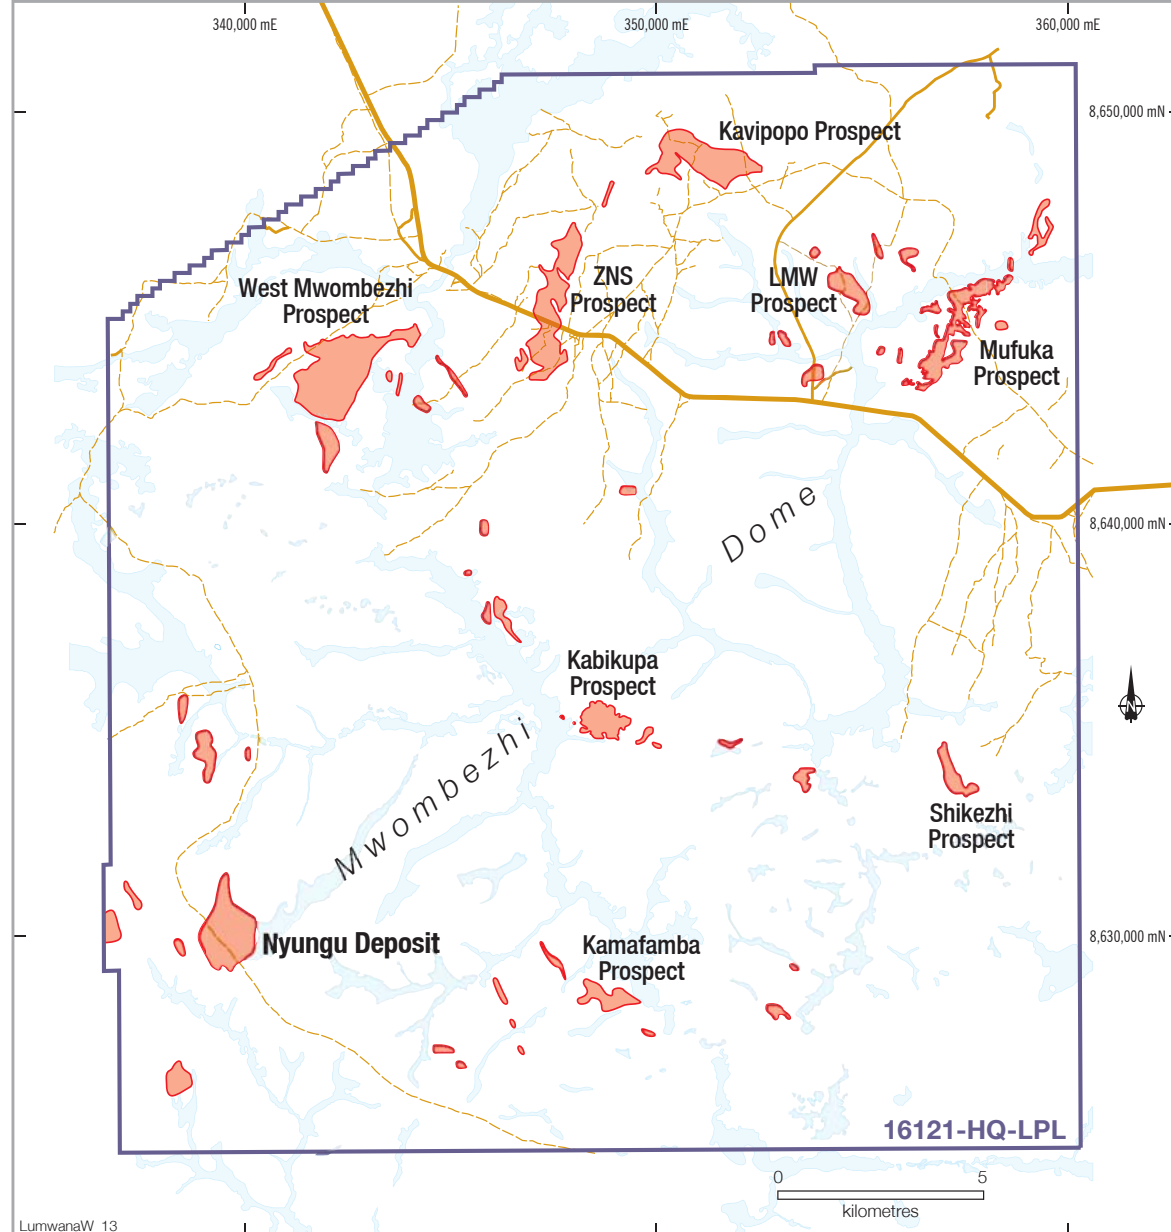 340,000 mE
350,000 mE
360,000 mE
8,650,000 mN
Kavipopo Prospect
West Mwombezhi
Prospect
ZNS
Prospect
LMW
Prospect
Mufuka
Prospect
8,640,000 mN
Dome
Kabikupa
Prospect
N
Mwombezhi
Shikezhi
Prospect
8,630,000 mN
Nyungu Deposit
Kamafamba
Prospect
16121-HQ-LPL
0 5
kilometres
LumwanaW_13